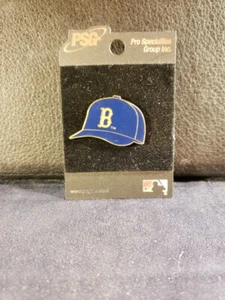 PSG
Pro Specialties
Group Inc.
B